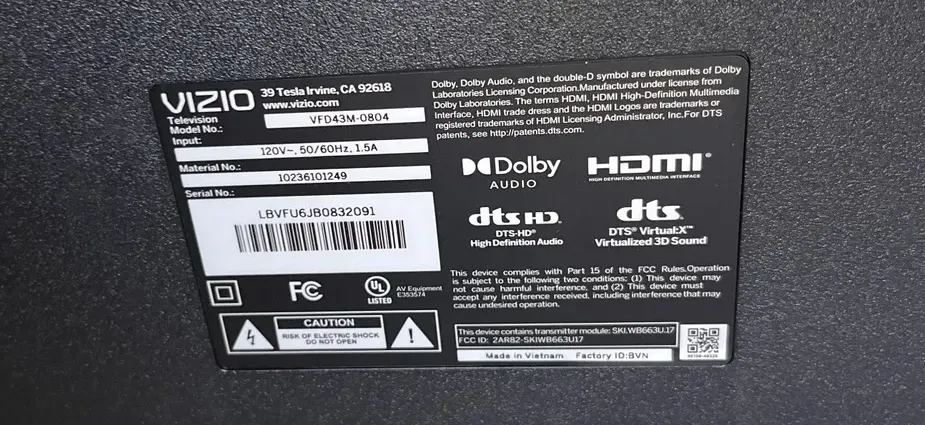 VIZIO
39 Tesla Irvine, CA 92618
www.vizio.com
Television
Model No.:
VFD43M-0804
Input:
120V~, 50/60Hz, 1.5A
Material No.:
10236101249
Serial No.:
LBVFU6JB0832091
FC
UL
LISTED
AV Equipment
E353574
CAUTION
RISK OF ELECTRIC SHOCK
DO NOT OPEN
Dolby, Dolby Audio, and the double-D symbol are trademarks of Dolby
Laboratories Licensing Corporation.Manufactured under license from
Dolby Laboratories. The terms HDMI, HDMI High-Definition Multimedia
Interface, HDMI trade dress and the HDMI Logos are trademarks or
registered trademarks of HDMI Licensing Administrator, Inc.For DTS
patents, see http://patents.dts.com.
Dolby
AUDIO
HDMI®
HIGH DEFINITION MULTIMEDIA INTERFACE
dts HD.
DTS-HD®
High Definition Audio
dts
DTS® Virtual:X™
Virtualized 3D Sound
This device complies with Part 15 of the FCC Rules.Operation
is subject to the following two conditions: (1) This device may
not cause harmful interference, and (2) This device must
accept any interference received, including interference that may
cause undesired operation.
This device contains transmitter module: SKI.WB663U.17
FCC ID: 2AR82-SKIWB663U17
Made in Vietnam Factory ID:BVN